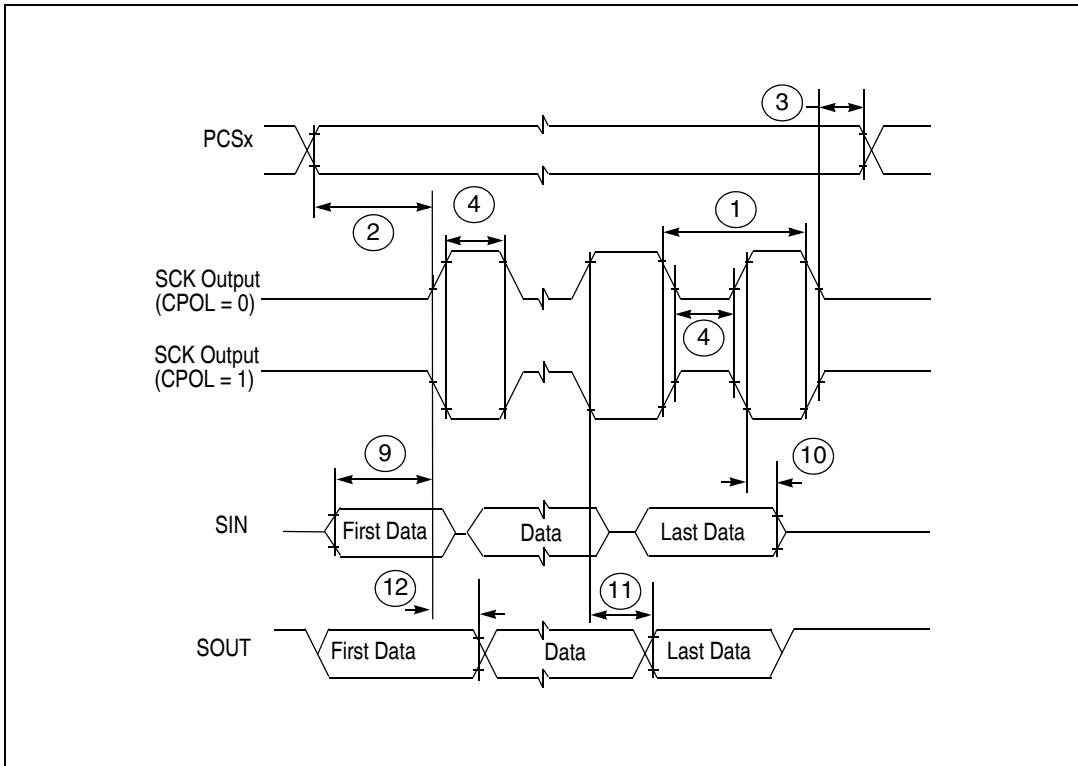 3
PCSx
2
4
1
SCK Output
(CPOL = 0)
4
SCK Output
(CPOL = 1)
9
10
SIN
First Data
Data
Last Data
12
11
SOUT
First Data
Data
Last Data